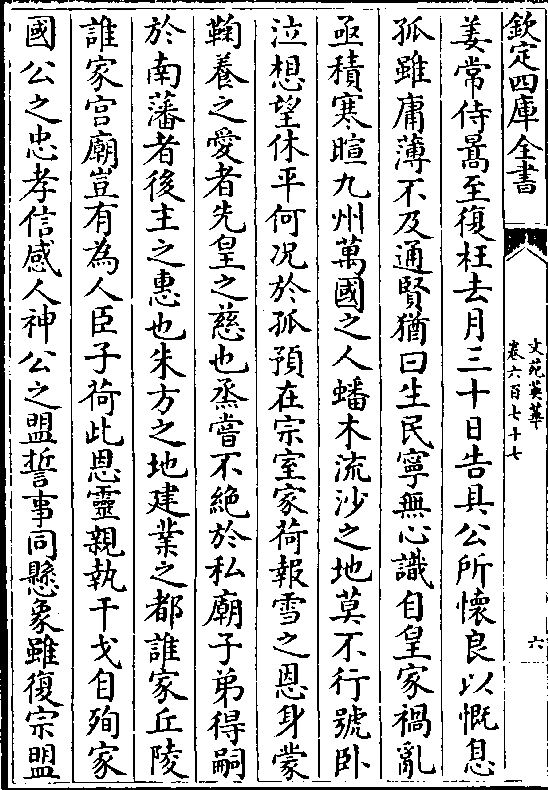 欽定四庫全書
文苑英華
卷六百七十七
六
姜常侍暠至復枉去月三十日告具公所懷良以慨息
孤雖庸薄不及通賢猶曰生民寧無心識自皇家禍亂
亟積寒暄九州萬國之人蟠木流沙之地莫不行號卧
泣想望休平何况於孤預在宗室家荷報雪之恩身蒙
鞠養之愛者先皇之慈也烝嘗不絶於私廟子弟得嗣
於南藩者後主之惠也朱方之地建業之都誰家丘陵
誰家宫廟豈有為人臣子荷此恩靈親執干戈自殉家
國公之忠孝信感人神公之盟誓事同懸象雖復宗盟